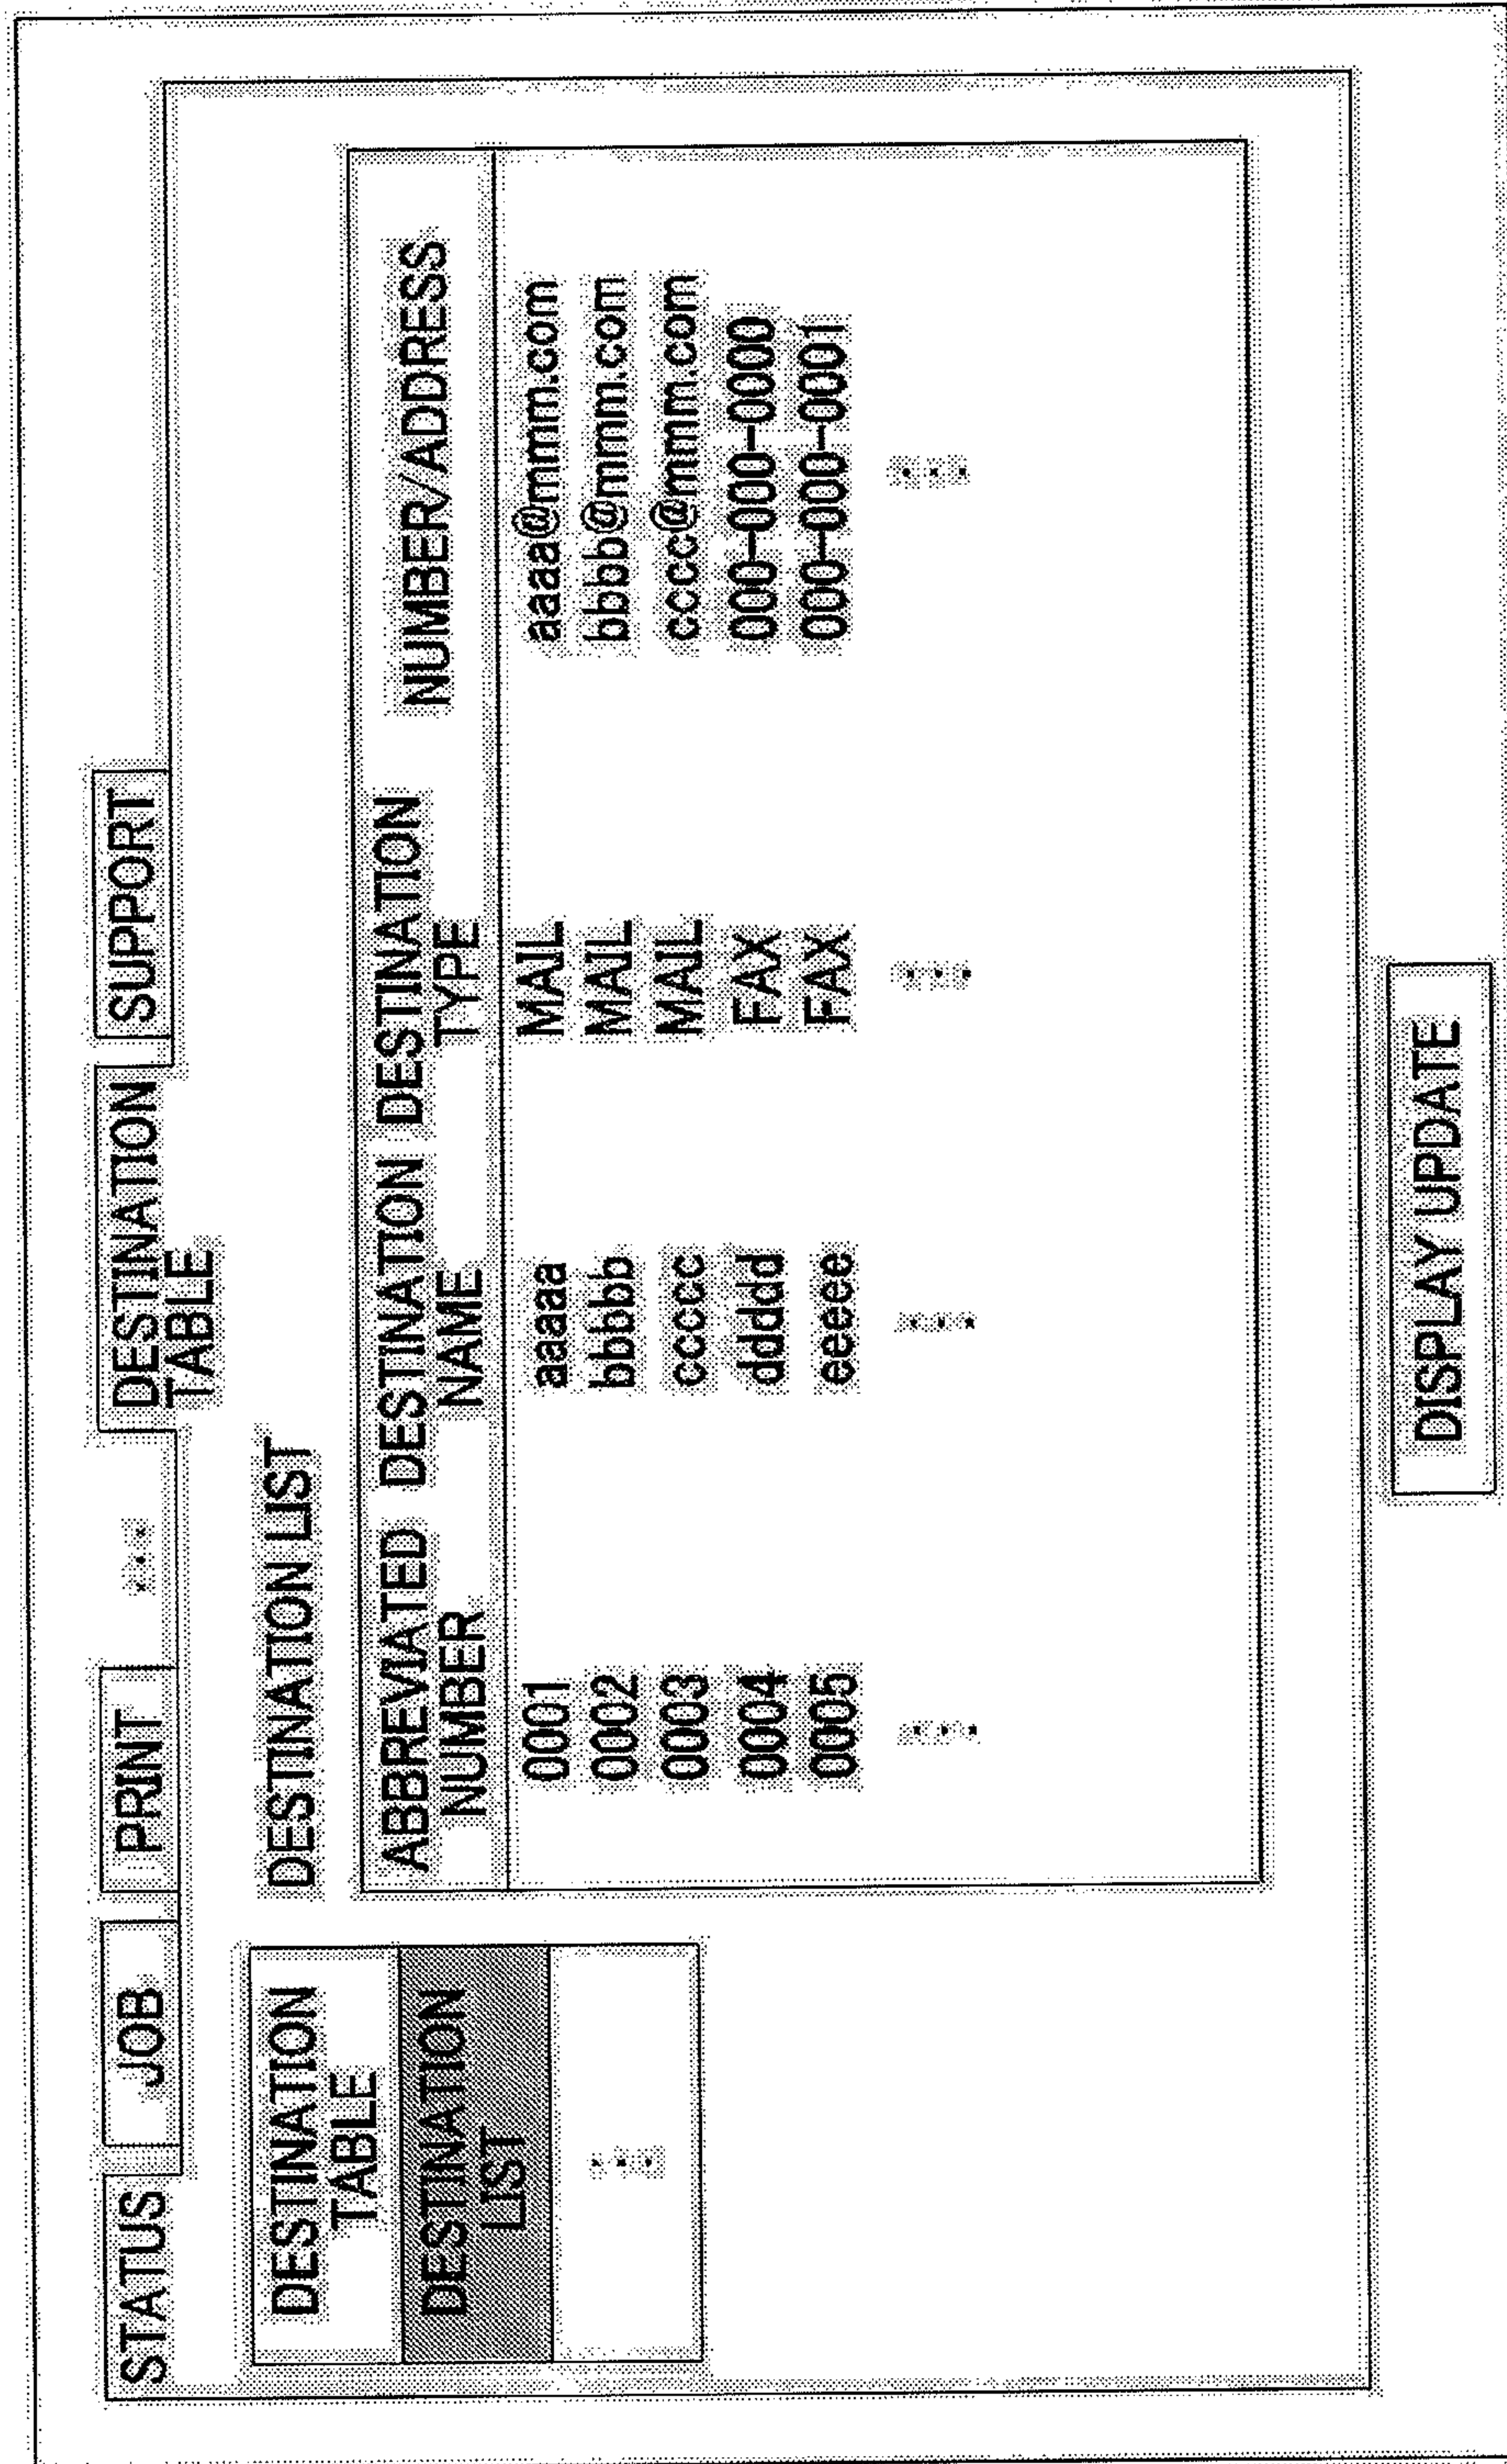 STATUS JOB PRINT ... DESTINATION SUPPORT
TABLE
DESTINATION
TABLE
DESTINATION
LIST
...
DESTINATION LIST
ABBREVIATED DESTINATION DESTINATION NUMBER/ADDRESS
NUMBER NAME TYPE
0001 aaaaa MAIL aaaa@mmm.com
0002 bbbbb MAIL bbbb@mmm.com
0003 ccccc MAIL cccc@mmm.com
0004 ddddd FAX 000-000-0000
0005 eeeee FAX 000-000-0001
... ... ... ...
DISPLAY UPDATE